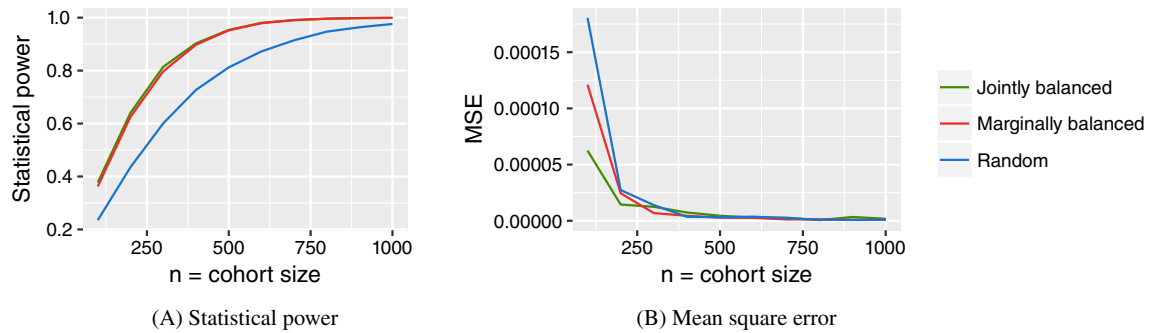 Statistical power
1.0
0.8
0.6
0.4
0.2
250
500
750
1000
n = cohort size
(A) Statistical power
MSE
0.00015
0.00010
0.00005
0.00000
250
500
750
1000
n = cohort size
(B) Mean square error
Jointly balanced
Marginally balanced
Random